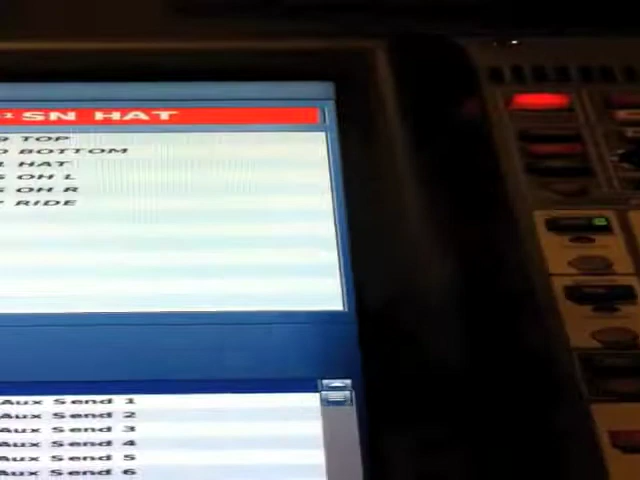 SN HAT
TOP
BOTTOM
HAT
OH L
OH R
RIDE
Aux Send 1
Aux Send 2
Aux Send 3
Aux Send 4
Aux Send 5
Aux Send 6